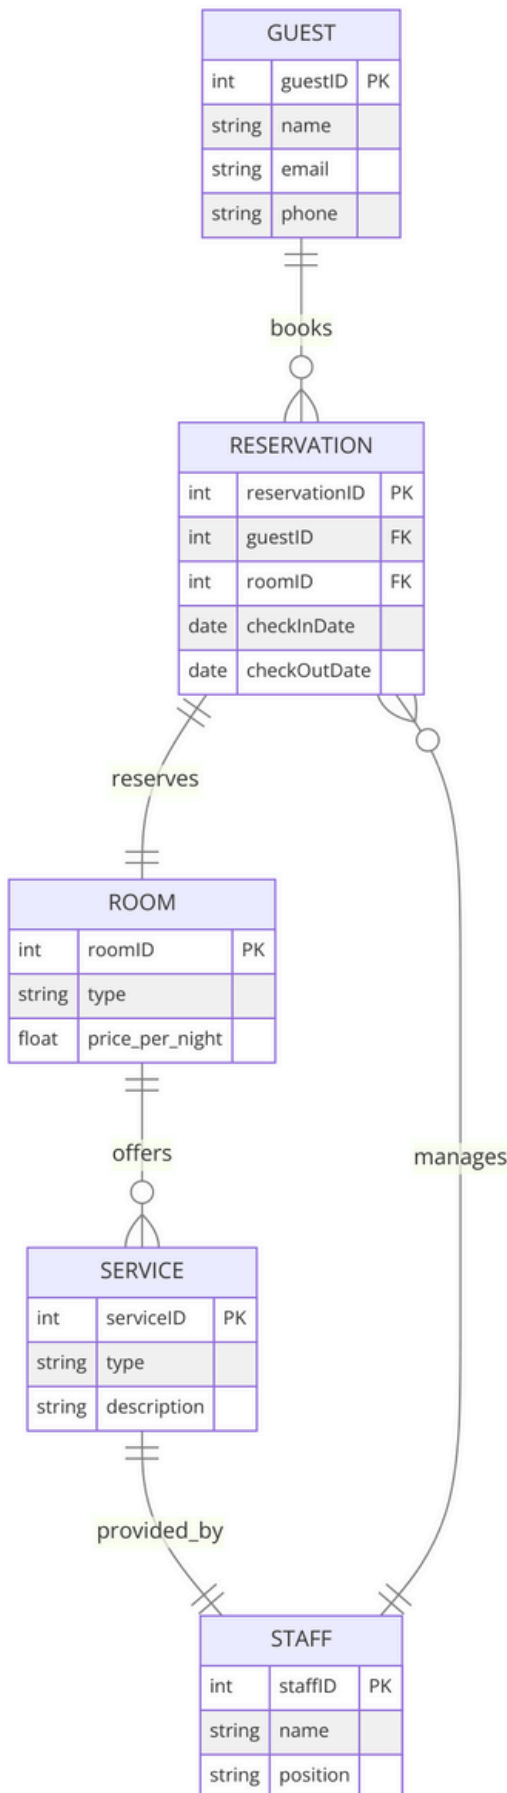 GUEST
int guestID PK
string name
string email
string phone
books
RESERVATION
int reservationID PK
int guestID FK
int roomID FK
date checkInDate
date checkOutDate
reserves
ROOM
int roomID PK
string type
float price_per_night
offers
manages
SERVICE
int serviceID PK
string type
string description
provided_by
STAFF
int staffID PK
string name
string position